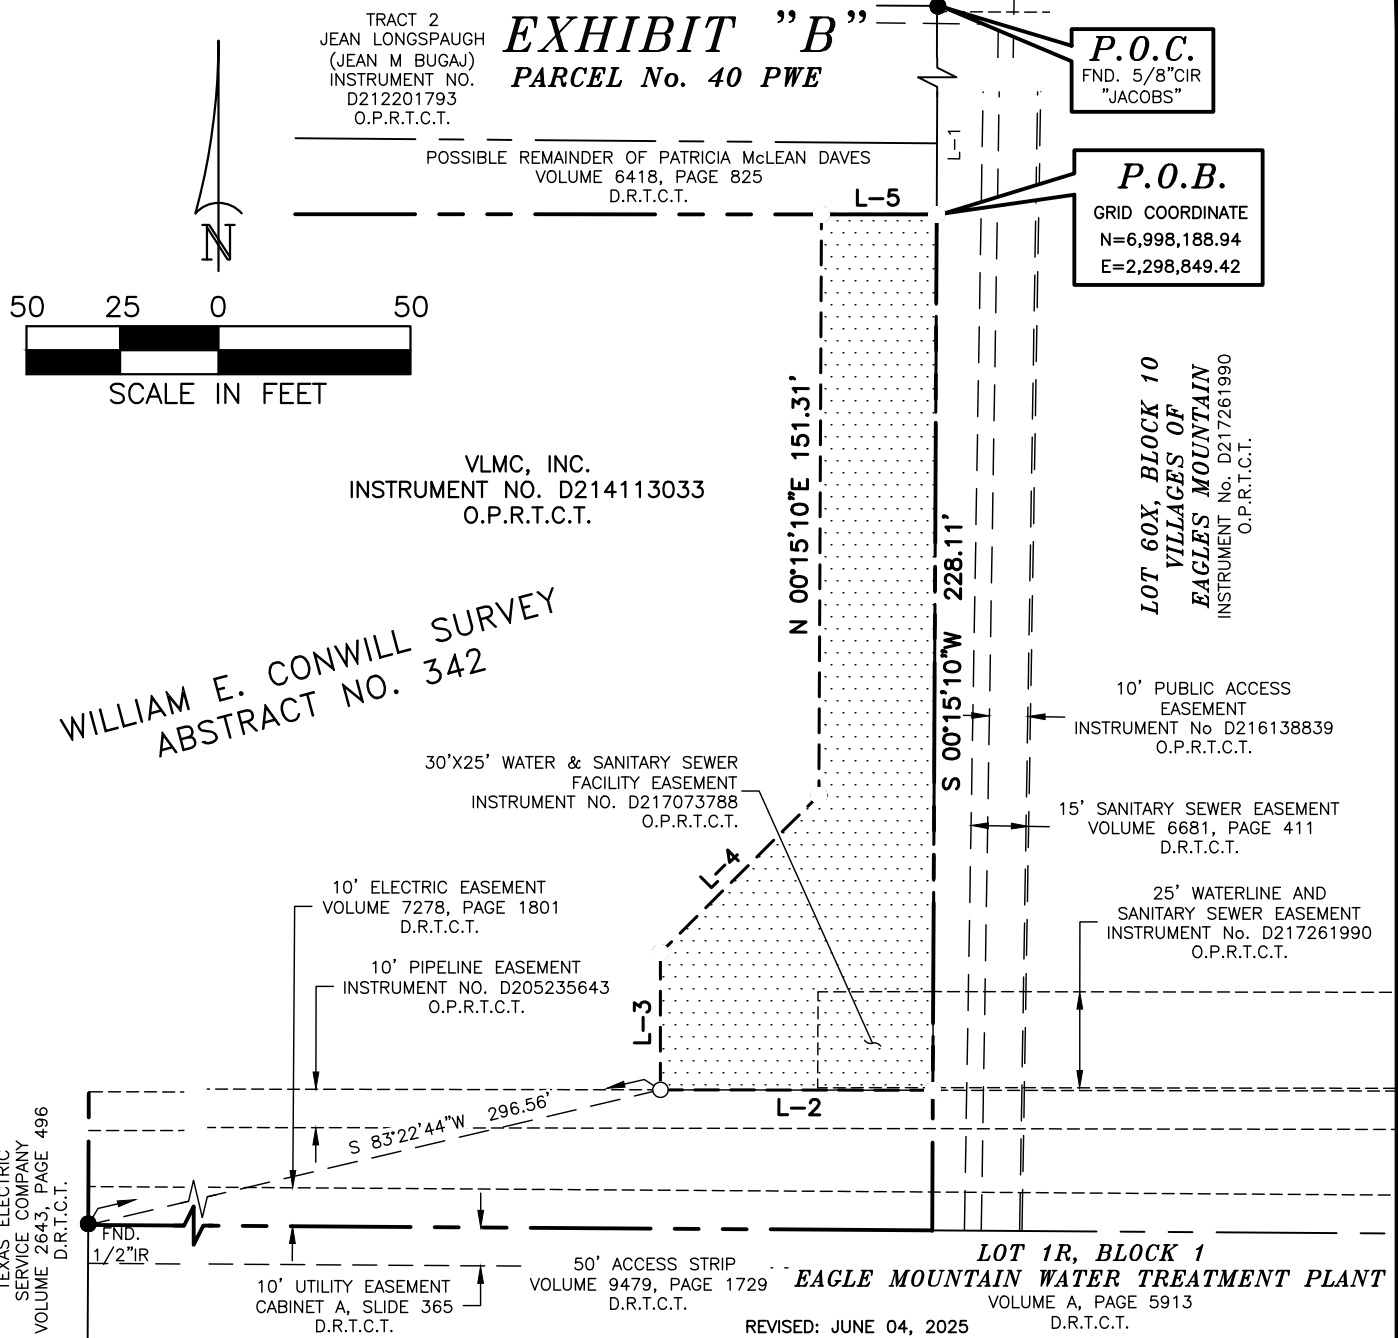 TRACT 2
JEAN LONGSPAUGH
(JEAN M BUGAJ)
INSTRUMENT NO.
D212201793
O.P.R.T.C.T.
EXHIBIT "B"
PARCEL No. 40 PWE
P.O.C.
FND. 5/8"CIR
"JACOBS"
L-1
POSSIBLE REMAINDER OF PATRICIA McLEAN DAVES
VOLUME 6418, PAGE 825
D.R.T.C.T.
L-5
P.O.B.
GRID COORDINATE
N=6,998,188.94
E=2,298,849.42
N
50 25 0 50
SCALE IN FEET
VLMC, INC.
INSTRUMENT NO. D214113033
O.P.R.T.C.T.
N 00°15'10"E 151.31'
S 00°15'10"W 228.11'
LOT 60X, BLOCK 10
VILLAGES OF
EAGLES MOUNTAIN
INSTRUMENT No. D217261990
O.P.R.T.C.T.
WILLIAM E. CONWILL SURVEY
ABSTRACT NO. 342
10' PUBLIC ACCESS
EASEMENT
INSTRUMENT No D216138839
O.P.R.T.C.T.
30'X25' WATER & SANITARY SEWER
FACILITY EASEMENT
INSTRUMENT NO. D217073788
O.P.R.T.C.T.
15' SANITARY SEWER EASEMENT
VOLUME 6681, PAGE 411
D.R.T.C.T.
L-4
10' ELECTRIC EASEMENT
VOLUME 7278, PAGE 1801
D.R.T.C.T.
25' WATERLINE AND
SANITARY SEWER EASEMENT
INSTRUMENT No. D217261990
O.P.R.T.C.T.
10' PIPELINE EASEMENT
INSTRUMENT NO. D205235643
O.P.R.T.C.T.
L-3
L-2
S 83°22'44"W 296.56'
TEXAS ELECTRIC
SERVICE COMPANY
VOLUME 2643, PAGE 496
D.R.T.C.T.
FND.
1/2"IR
10' UTILITY EASEMENT
CABINET A, SLIDE 365
D.R.T.C.T.
50' ACCESS STRIP
VOLUME 9479, PAGE 1729
D.R.T.C.T.
LOT 1R, BLOCK 1
EAGLE MOUNTAIN WATER TREATMENT PLANT
VOLUME A, PAGE 5913
D.R.T.C.T.
REVISED: JUNE 04, 2025